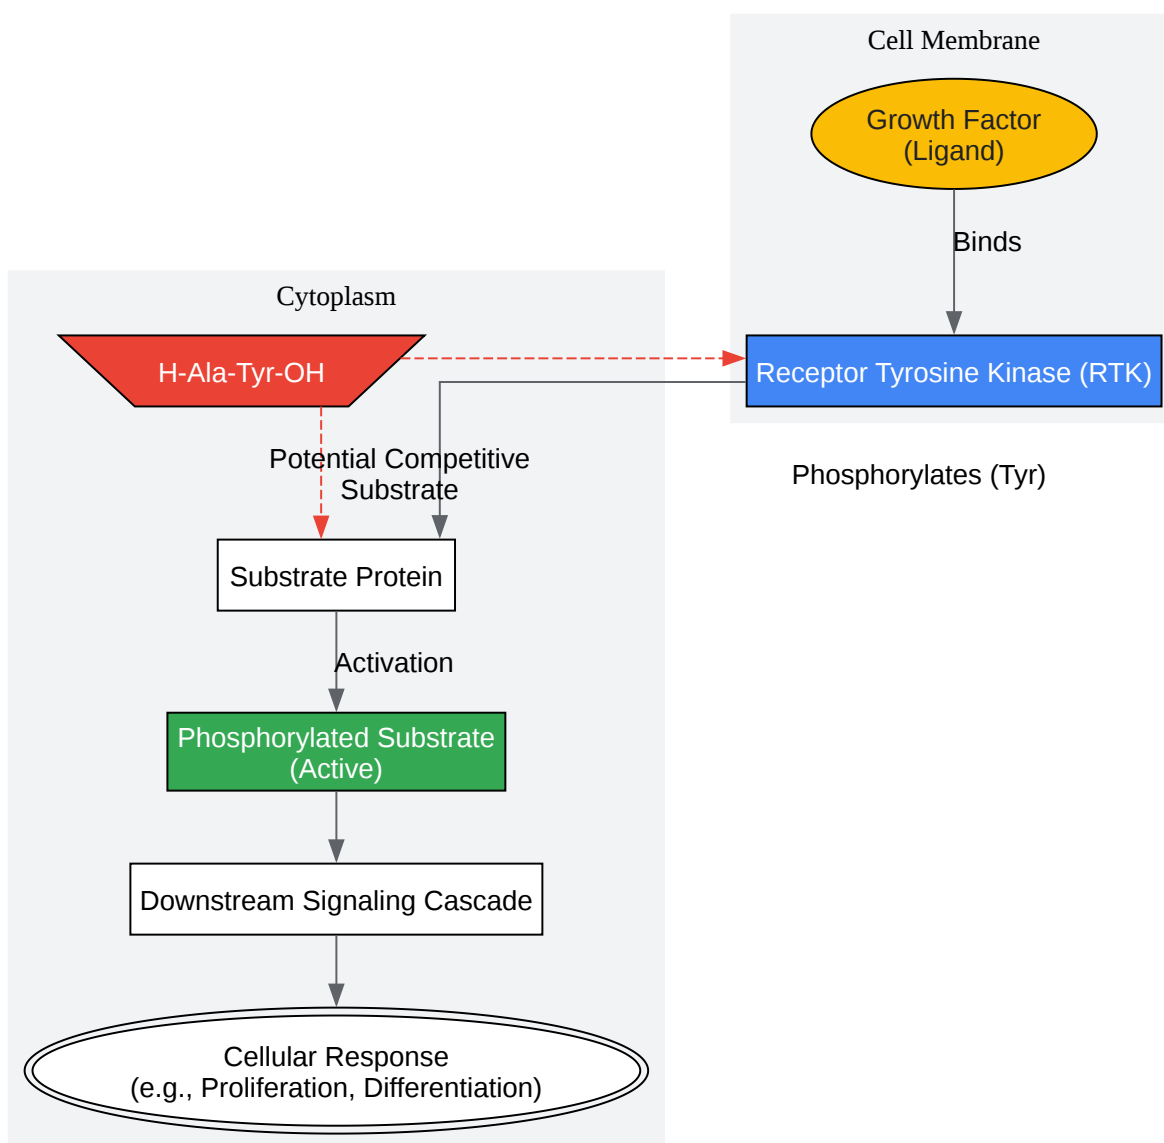 Cell Membrane
Growth Factor
(Ligand)
Binds
Cytoplasm
H-Ala-Tyr-OH
Receptor Tyrosine Kinase (RTK)
Potential Competitive
Substrate
Phosphorylates (Tyr)
Substrate Protein
Activation
Phosphorylated Substrate
(Active)
Downstream Signaling Cascade
Cellular Response
(e.g., Proliferation, Differentiation)